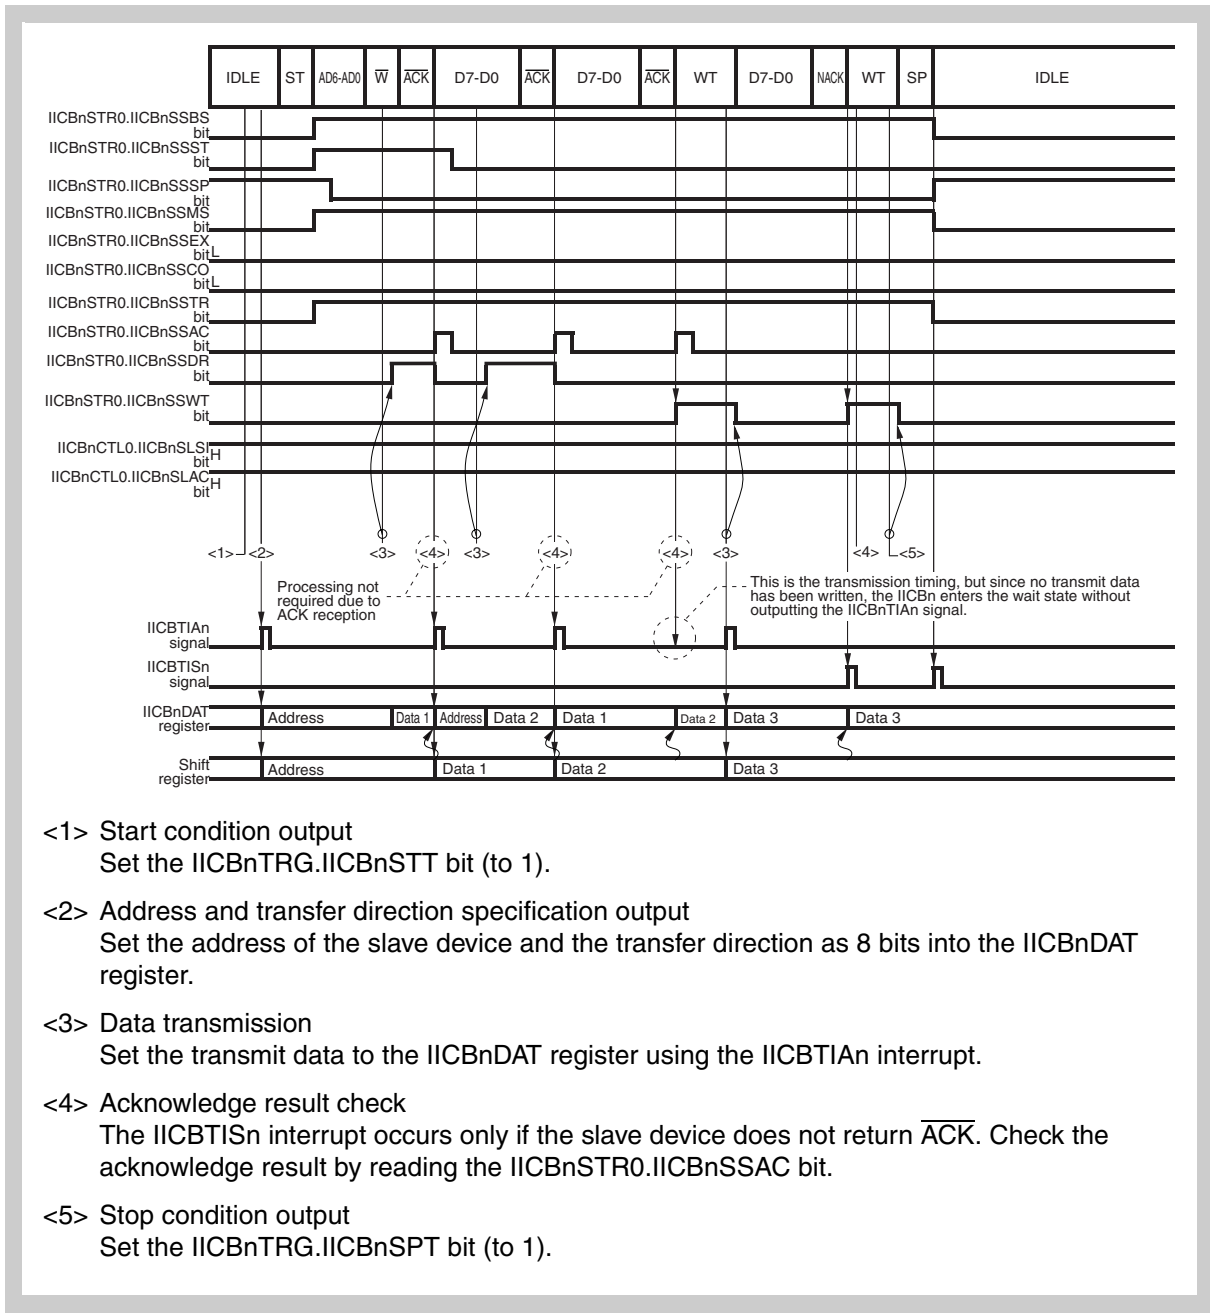 IDLE ST AD6-AD0 W̅ A̅C̅K̅ D7-D0 A̅C̅K̅ D7-D0 A̅C̅K̅ WT D7-D0 NACK WT SP IDLE
IICBnSTR0.IICBnSSBS
bit
IICBnSTR0.IICBnSSST
bit
IICBnSTR0.IICBnSSSP
bit
IICBnSTR0.IICBnSSMS
bit
IICBnSTR0.IICBnSSEX
bit L
IICBnSTR0.IICBnSSCO
bit L
IICBnSTR0.IICBnSSTR
bit
IICBnSTR0.IICBnSSAC
bit
IICBnSTR0.IICBnSSDR
bit
IICBnSTR0.IICBnSSWT
bit
IICBnCTL0.IICBnSLSI
bit H
IICBnCTL0.IICBnSLAC
bit H
<1> <2> <3> <4> <3> <4> <4> <3> <4> <5>
Processing not
required due to
ACK reception
This is the transmission timing, but since no transmit data
has been written, the IICBn enters the wait state without
outputting the IICBnTIAn signal.
IICBTIAn
signal
IICBTISn
signal
IICBnDAT
register
Address Data 1 Address Data 2 Data 1 Data 2 Data 3 Data 3
Shift
register
Address Data 1 Data 2 Data 3
<1> Start condition output
Set the IICBnTRG.IICBnSTT bit (to 1).
<2> Address and transfer direction specification output
Set the address of the slave device and the transfer direction as 8 bits into the IICBnDAT
register.
<3> Data transmission
Set the transmit data to the IICBnDAT register using the IICBTIAn interrupt.
<4> Acknowledge result check
The IICBTISn interrupt occurs only if the slave device does not return A̅C̅K̅. Check the
acknowledge result by reading the IICBnSTR0.IICBnSSAC bit.
<5> Stop condition output
Set the IICBnTRG.IICBnSPT bit (to 1).